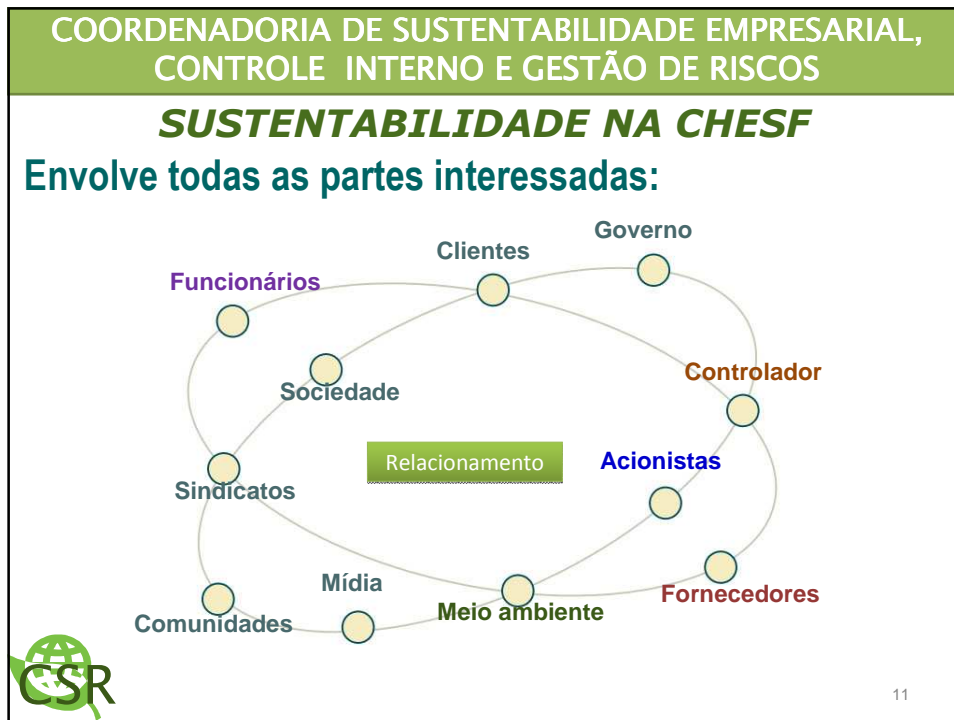 COORDENADORIA DE SUSTENTABILIDADE EMPRESARIAL,
CONTROLE INTERNO E GESTÃO DE RISCOS
SUSTENTABILIDADE NA CHESF
Envolve todas as partes interessadas:
Governo
Clientes
Funcionários
Controlador
Sociedade
Relacionamento
Acionistas
Sindicatos
Mídia
Fornecedores
Meio ambiente
Comunidades
CSR
11